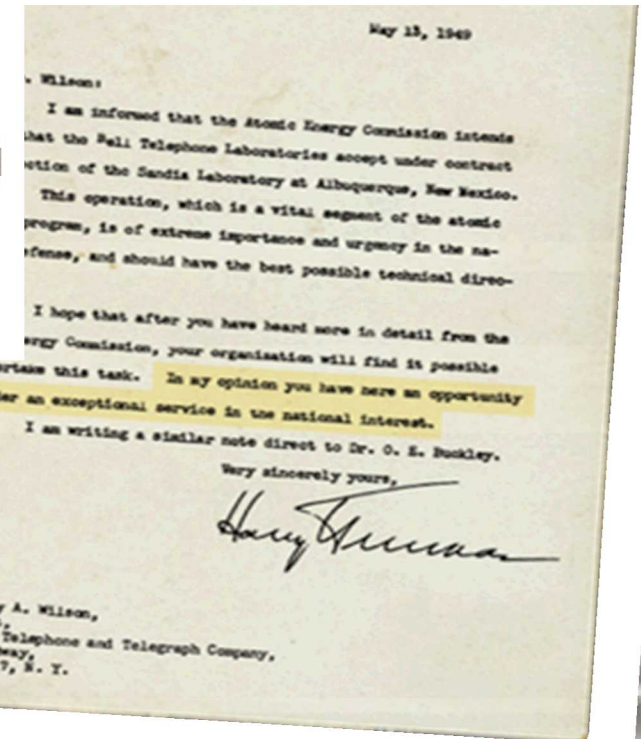 May 13, 1949
. Wilson:
I am informed that the Atomic Energy Commission intends
hat the Bell Telephone Laboratories accept under contract
ction of the Sandia Laboratory at Albuquerque, New Mexico.
This operation, which is a vital segment of the atomic
program, is of extreme importance and urgency in the na-
efense, and should have the best possible technical direc-
I hope that after you have heard more in detail from the
ergy Commission, your organization will find it possible
ertake this task. In my opinion you have here an opportunity
der an exceptional service in the national interest.
I am writing a similar note direct to Dr. O. E. Buckley.
Very sincerely yours,
Harry Truman
y A. Wilson,
Telephone and Telegraph Company,
way,
7, N. Y.